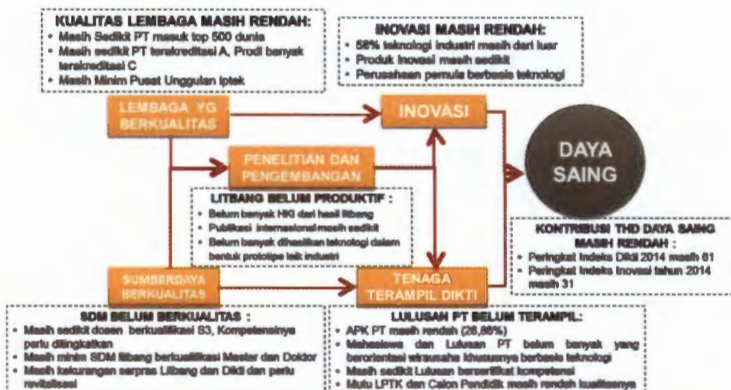 KUALITAS LEMBAGA MASIH RENDAH:
• Masih Sedikit PT masuk top 500 dunia
• Masih sedikit PT terakreditasi A, Prodi banyak
terakreditasi C
• Masih Minim Pusat Unggulan Iptek
INOVASI MASIH RENDAH:
• 58% teknologi industri masih dari luar
• Produk Inovasi masih sedikit
• Perusahaan pemula berbasis teknologi
LEMBAGA YG
BERKUALITAS
INOVASI
DAYA
SAING
PENELITIAN DAN
PENGEMBANGAN
LITBANG BELUM PRODUKTIF:
• Belum banyak HKI dari hasil litbang
• Publikasi internasional masih sedikit
• Belum banyak dihasilkan teknologi dalam
bentuk prototipe laik industri
KONTRIBUSI THD DAYA SAING
MASIH RENDAH :
• Peringkat Indeks Dikti 2014 masih 61
• Peringkat Indeks Inovasi tahun 2014
masih 31
SUMBERDAYA
BERKUALITAS
TENAGA
TERAMPIL DIKTI
SDM BELUM BERKUALITAS :
• Masih sedikit dosen berkualifikasi S3, Kompetensinya
perlu ditingkatkan
• Masih minim SDM litbang berkualifikasi Master dan Doktor
• Masih kekurangan sarpras Litbang dan Dikti dan perlu
revitalisasi
LULUSAN PT BELUM TERAMPIL:
• APK PT masih rendah (26,86%)
• Mahasiswa dan Lulusan PT belum banyak yang
berorientasi wirausaha khususnya berbasis teknologi
• Masih sedikit Lulusan bersertifikat kompetensi
• Mutu LPTK dan Calon Pendidik masih rendah kualitasnya